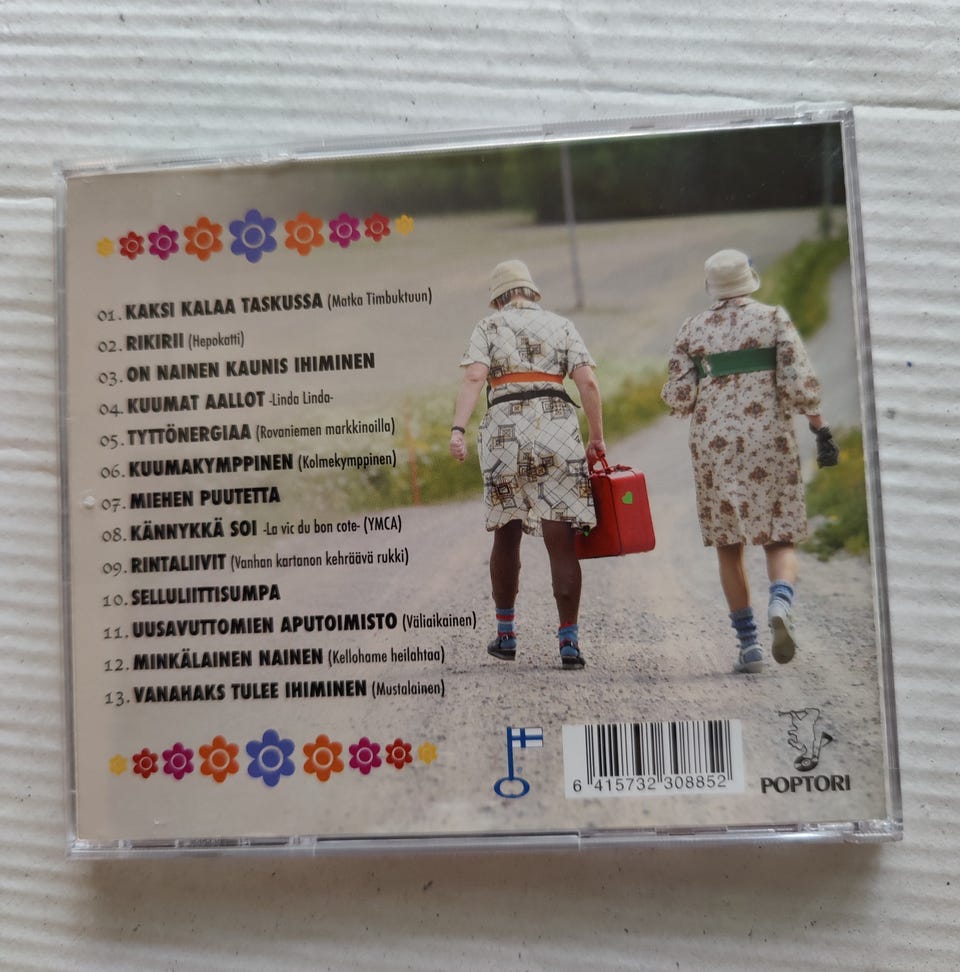 01. KAKSI KALAA TASKUSSA (Matka Timbuktuun)
02. RIKIRII (Hepokatti)
03. ON NAINEN KAUNIS IHIMINEN
04. KUUMAT AALLOT -Linda Linda-
05. TYTTÖNERGIAA (Rovaniemen markkinoilla)
06. KUUMAKYMPPINEN (Kolmekymppinen)
07. MIEHEN PUUTETTA
08. KÄNNYKKÄ SOI -La vic du bon cote- (YMCA)
09. RINTALIIVIT (Vanhan kartanon kehräävä rukki)
10. SELLULIITTISUMPA
11. UUSAVUTTOMIEN APUTOIMISTO (Väliaikainen)
12. MINKÄLAINEN NAINEN (Kellohame heilahtaa)
13. VANAHAKS TULEE IHIMINEN (Mustalainen)
6 415732 308852
POPTORI